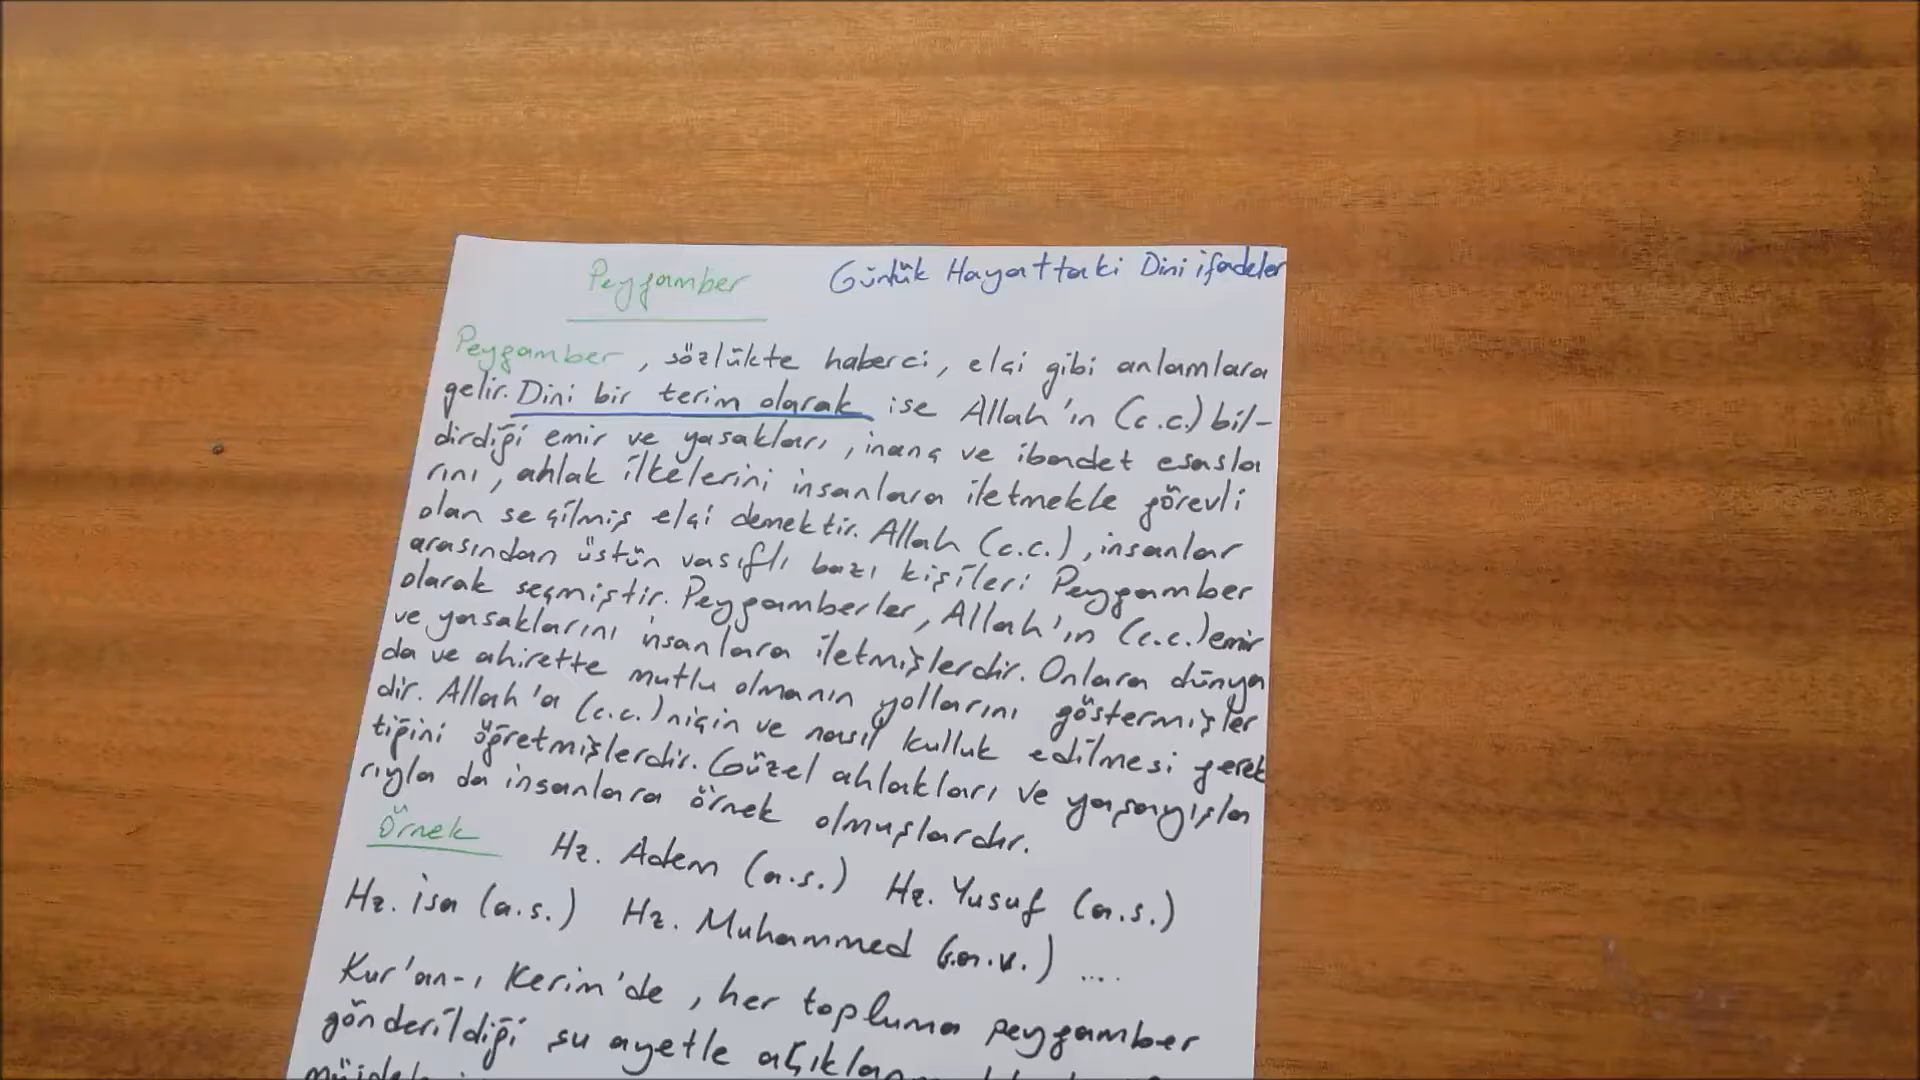 Peygamber Günlük Hayattaki Dini ifadeler
Peygamber, sözlükte haberci, elçi gibi anlamlara
gelir. Dini bir terim olarak ise Allah'ın (c.c.) bil-
dirdiği emir ve yasakları, inanç ve ibadet esasla
rını, ahlak ilkelerini insanlara iletmekle görevli
olan seçilmiş elçi demektir. Allah (c.c.), insanlar
arasından üstün vasıflı bazı kişileri Peygamber
olarak seçmiştir. Peygamberler, Allah'ın (c.c.) emir
ve yasaklarını insanlara iletmişlerdir. Onlara dünya
da ve ahirette mutlu olmanın yollarını göstermişler
dir. Allah'a (c.c.) niçin ve nasıl kulluk edilmesi gerek
tiğini öğretmişlerdir. Güzel ahlakları ve yaşayışla
rıyla da insanlara örnek olmuşlardır.
Örnek Hz. Adem (a.s.) Hz. Yusuf (a.s.)
Hz. isa (a.s.) Hz. Muhammed (s.a.v.) ....
Kur'an-ı Kerim'de, her topluma peygamber
gönderildiği şu ayetle